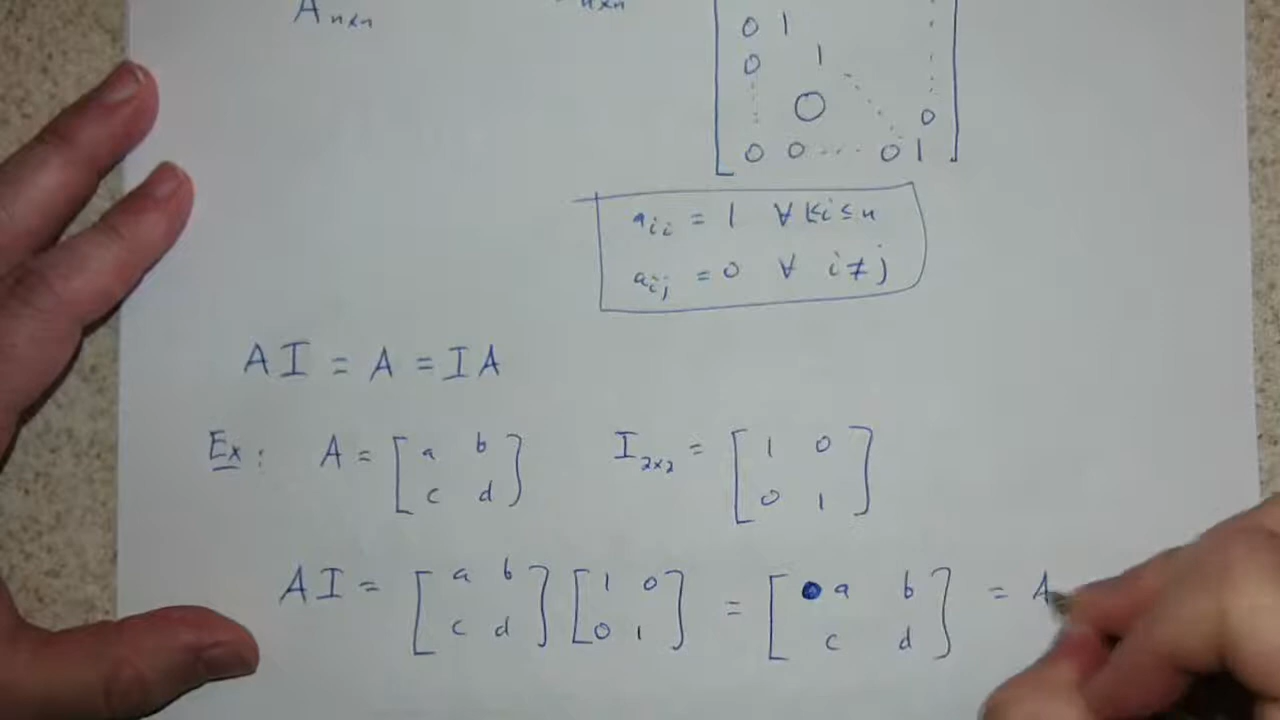 A n×n n×n
0 1
0 1
0 0
0 0 ... 0 1
a_ii = 1 ∀ 1≤i≤n
a_ij = 0 ∀ i≠j
AI = A = IA
Ex: A = [a b I_2×2 = [1 0
c d] 0 1]
AI = [a b [1 0 = [a b = A
c d] 0 1] c d]